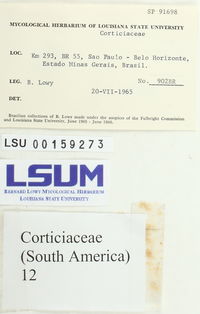 SP 91698
MYCOLOGICAL HERBARIUM OF LOUISIANA STATE UNIVERSITY
Corticiaceae
LOC. Km 293, BR 55, Sao Paulo - Belo Horizonte,
Estado Minas Gerais, Brazil.
LEG. B. Lowy No. 902BR
20-VII-1965
DET.
Brazilian collections of B. Lowy made under the auspices of the Fulbright Commission
and Louisiana State University, June 1965 - June 1966.
LSU 00159273
LSUM
BERNARD LOWY MYCOLOGICAL HERBARIUM
LOUISIANA STATE UNIVERSITY
Corticiaceae
(South America)
12